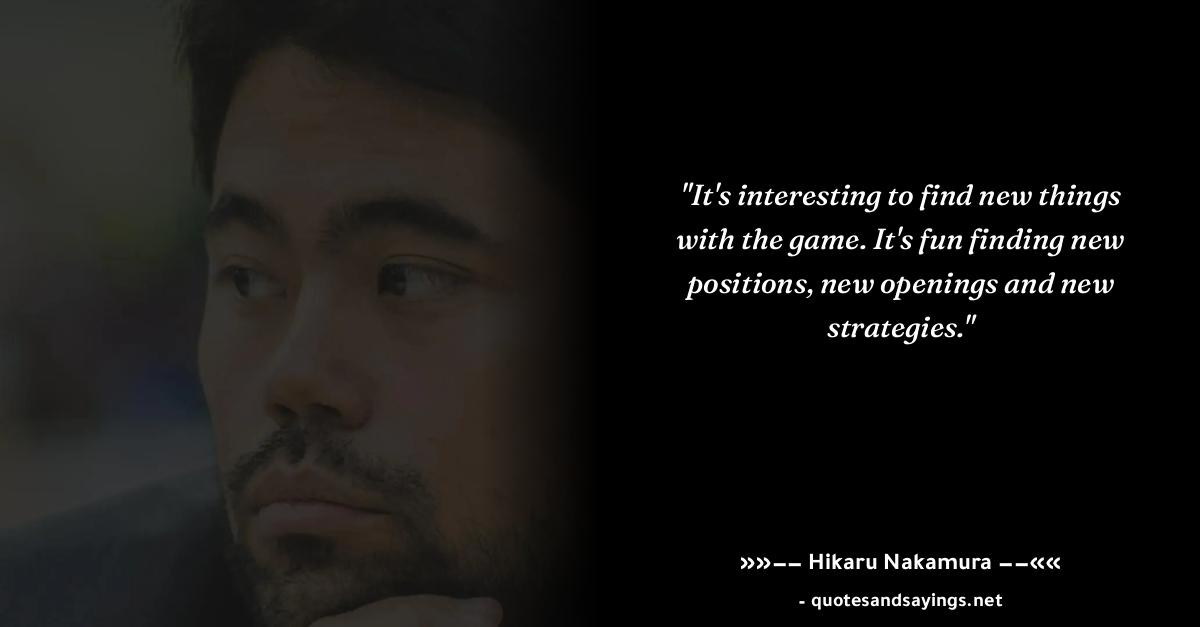 "It's interesting to find new things
with the game. It's fun finding new
positions, new openings and new
strategies."
»»−− Hikaru Nakamura −−««
- quotesandsayings.net